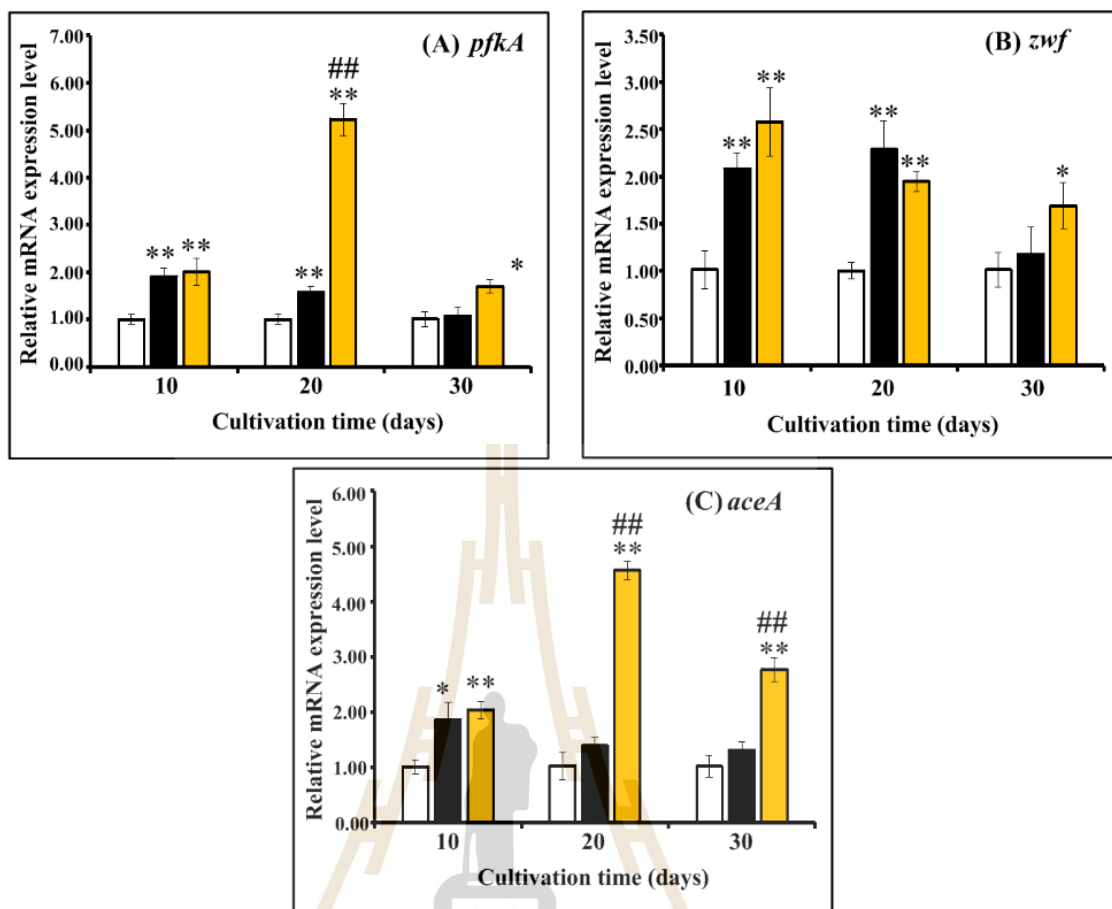 (A) pfkA
Relative mRNA expression level
7.00
6.00
5.00
4.00
3.00
2.00
1.00
0.00
** ** ** ## ** *
10 20 30
Cultivation time (days)
(B) zwf
Relative mRNA expression level
3.50
3.00
2.50
2.00
1.50
1.00
0.50
0.00
** ** ** ** *
10 20 30
Cultivation time (days)
(C) aceA
Relative mRNA expression level
6.00
5.00
4.00
3.00
2.00
1.00
0.00
* ** ## ** ## **
10 20 30
Cultivation time (days)